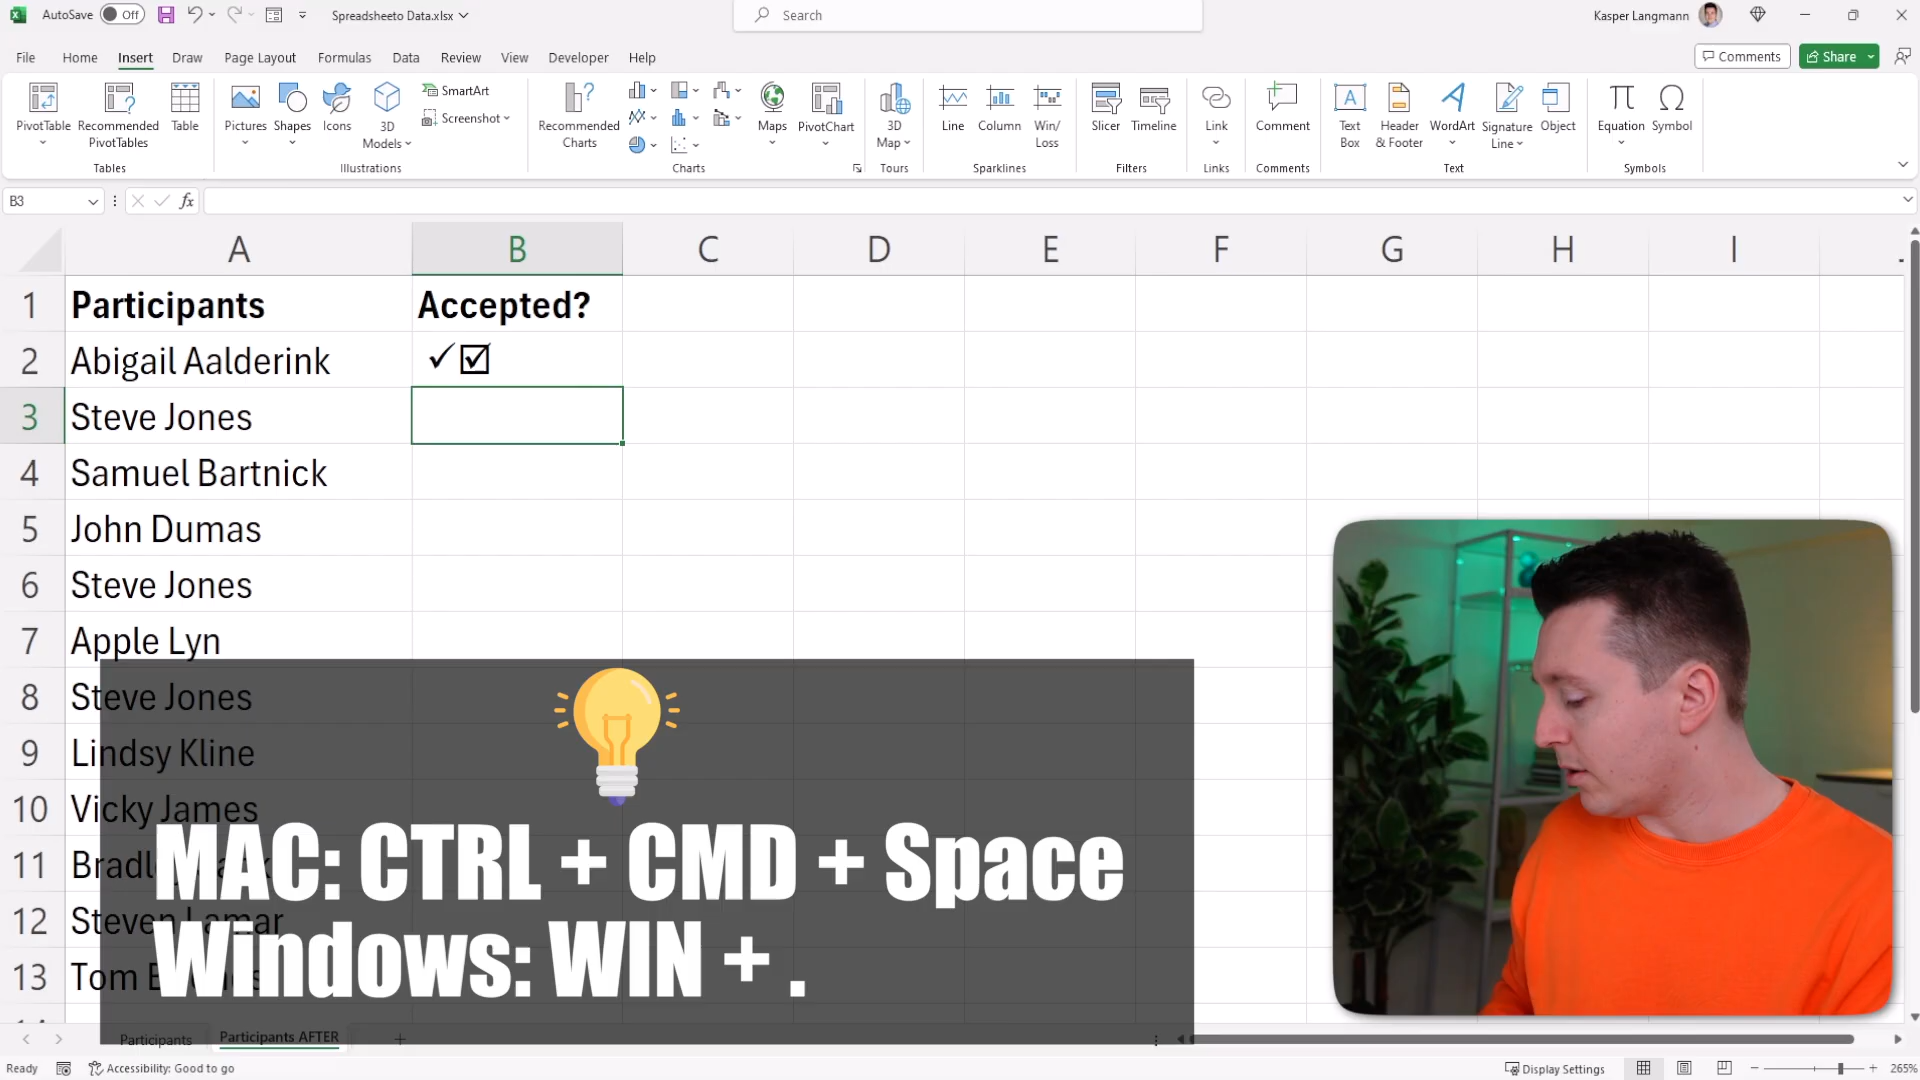 AutoSave Off Spreadsheeto Data.xlsx Search Kasper Langmann
File Home Insert Draw Page Layout Formulas Data Review View Developer Help Comments Share
PivotTable
Recommended
PivotTables
Table
Tables
Pictures
Shapes
Icons
3D
Models
SmartArt
Screenshot
Illustrations
Recommended
Charts
Maps
PivotChart
Charts
3D
Map
Tours
Line
Column
Win/
Loss
Sparklines
Slicer
Timeline
Filters
Link
Links
Comment
Comments
Text
Box
Header
& Footer
WordArt
Signature
Line
Object
Text
Equation
Symbol
Symbols
B3 fx
A B C D E F G H I
1 Participants Accepted?
2 Abigail Aalderink ✓☑
3 Steve Jones
4 Samuel Bartnick
5 John Dumas
6 Steve Jones
7 Apple Lyn
8 Steve Jones
9 Lindsy Kline
10 Vicky James
11
12 Steven Lamar
13 Tom
MAC: CTRL + CMD + Space
Windows: WIN + .
Participants Participants AFTER
Ready Accessibility: Good to go Display Settings 265%